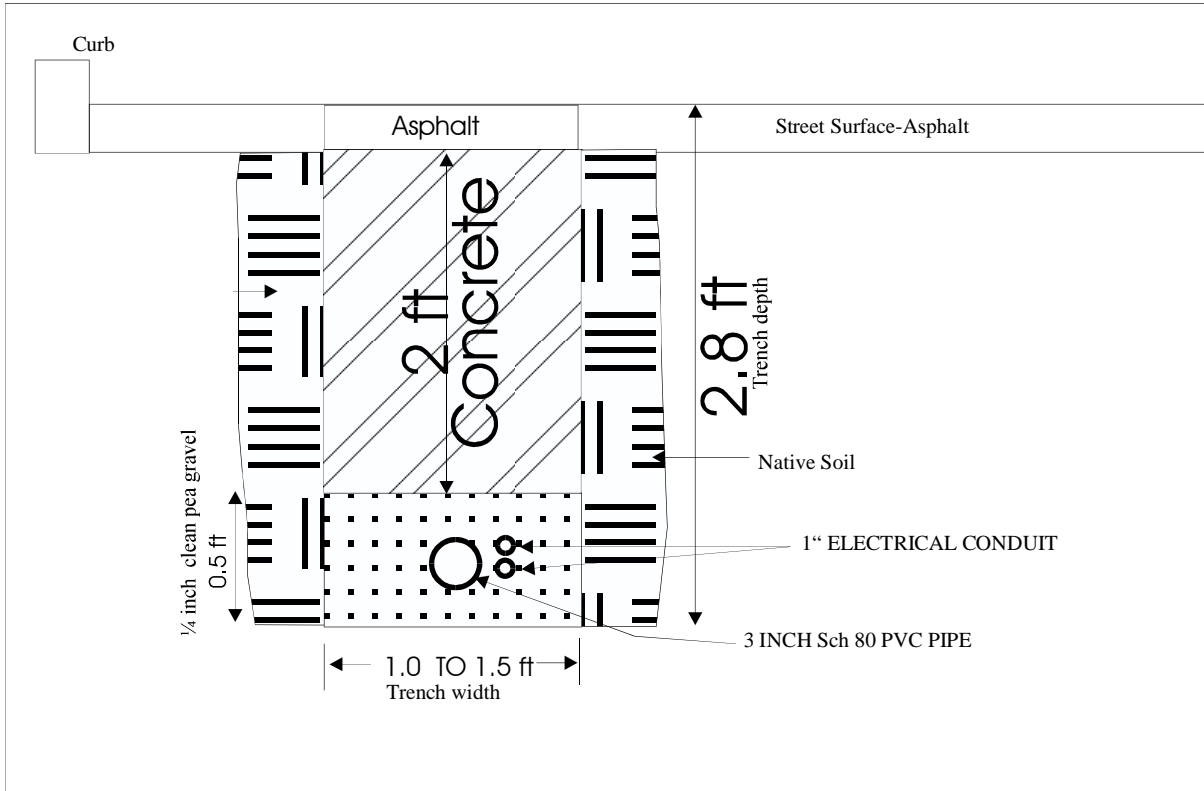 Curb
Asphalt
Street Surface-Asphalt
2 ft
Concrete
2.8 ft
Trench depth
Native Soil
¼ inch clean pea gravel
0.5 ft
1“ ELECTRICAL CONDUIT
3 INCH Sch 80 PVC PIPE
1.0 TO 1.5 ft
Trench width